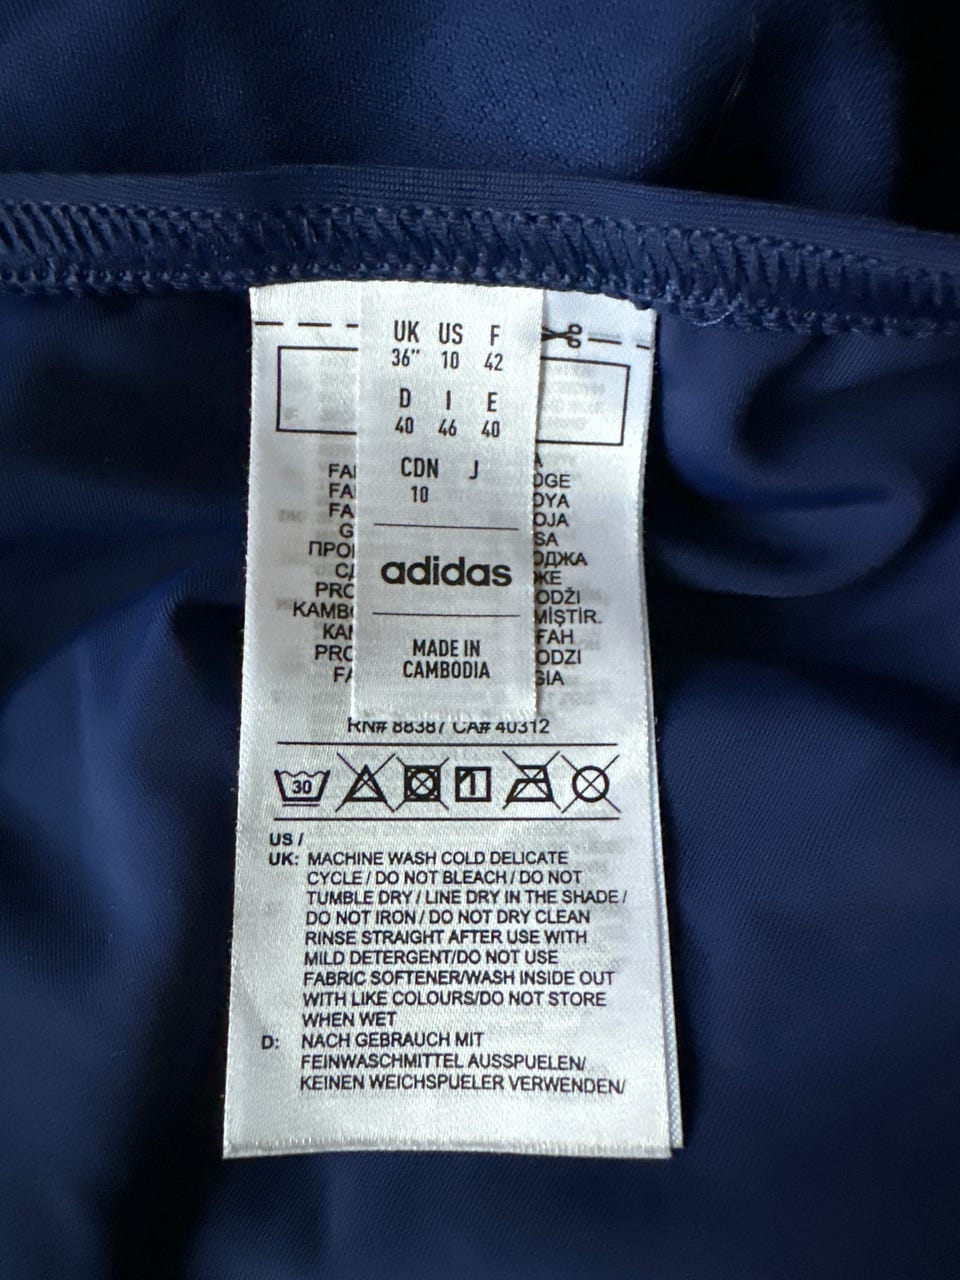 UK US F
36" 10 42
D I E
40 46 40
CDN J
10
adidas
MADE IN
CAMBODIA
RN# 88387 CA# 40312
30
US /
UK: MACHINE WASH COLD DELICATE
CYCLE / DO NOT BLEACH / DO NOT
TUMBLE DRY / LINE DRY IN THE SHADE /
DO NOT IRON / DO NOT DRY CLEAN
RINSE STRAIGHT AFTER USE WITH
MILD DETERGENT/DO NOT USE
FABRIC SOFTENER/WASH INSIDE OUT
WITH LIKE COLOURS/DO NOT STORE
WHEN WET
D: NACH GEBRAUCH MIT
FEINWASCHMITTEL AUSSPUELEN/
KEINEN WEICHSPUELER VERWENDEN/